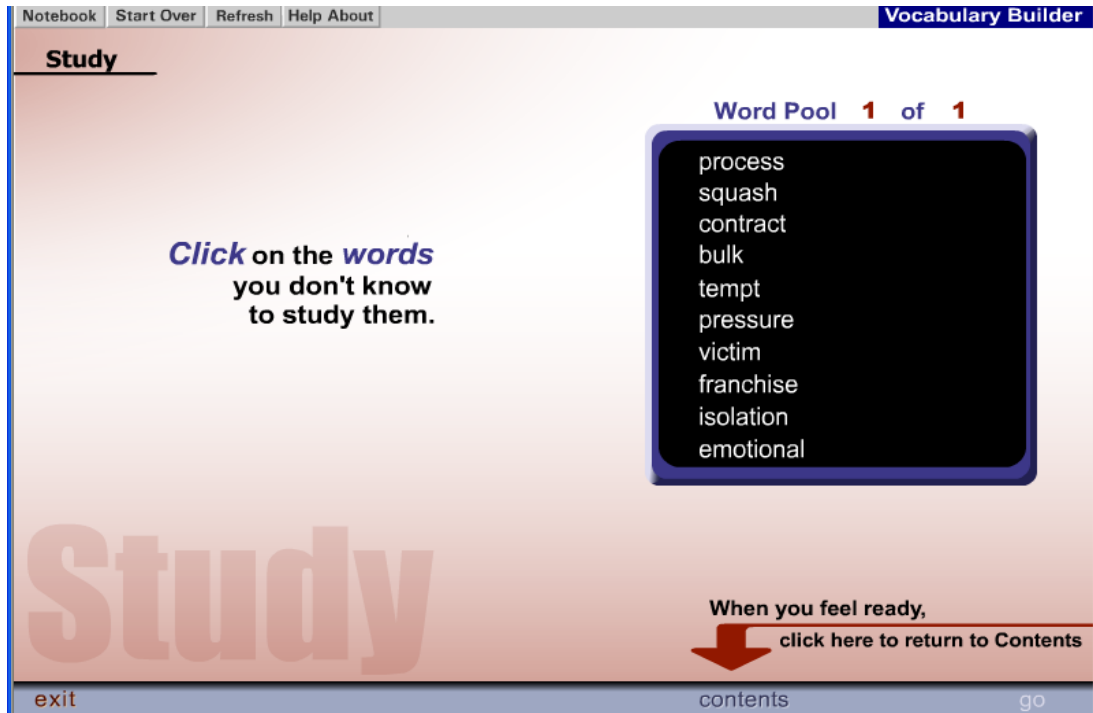 Notebook Start Over Refresh Help About Vocabulary Builder
Study
Word Pool 1 of 1
process
squash
contract
bulk
tempt
pressure
victim
franchise
isolation
emotional
Click on the words
you don't know
to study them.
Study
When you feel ready,
click here to return to Contents
exit contents go